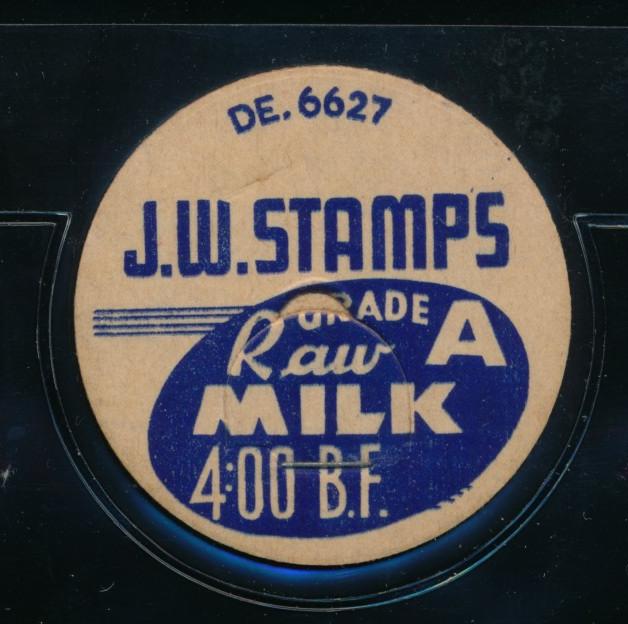 DE. 6627
J.W. STAMPS
GRADE A
Raw
MILK
4:00 B.F.